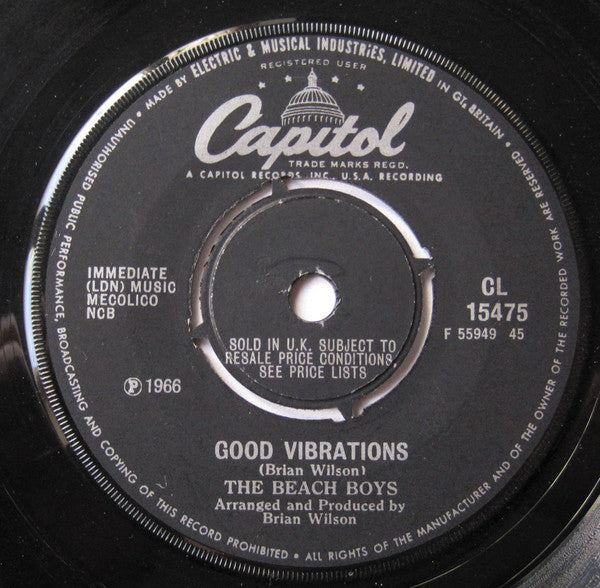 MADE BY ELECTRIC & MUSICAL INDUSTRIES, LIMITED IN GT. BRITAIN • ALL RIGHTS OF THE MANUFACTURER AND OF THE OWNER OF THE RECORDED WORK ARE RESERVED
UNAUTHORISED PUBLIC PERFORMANCE, BROADCASTING AND COPYING OF THIS RECORD PROHIBITED •
REGISTERED USER
Capitol
TRADE MARKS REGD.
A CAPITOL RECORDS, INC., U.S.A. RECORDING
IMMEDIATE
(LDN) MUSIC
MECOLICO
NCB
CL
15475
F 55949 45
SOLD IN U.K. SUBJECT TO
RESALE PRICE CONDITIONS,
SEE PRICE LISTS
℗ 1966
GOOD VIBRATIONS
(Brian Wilson)
THE BEACH BOYS
Arranged and Produced by
Brian Wilson